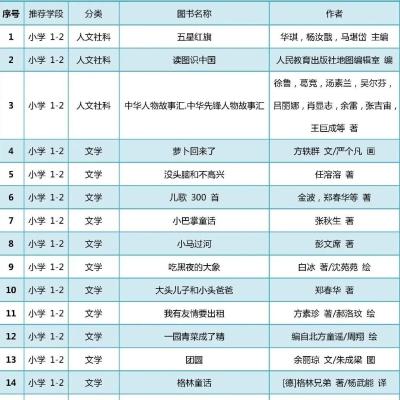 序号 推荐学段 分类 图书名称 作者
1 小学 1-2 人文社科 五星红旗 华琪，杨汝戬，马堪岱 主编
2 小学 1-2 人文社科 读图识中国 人民教育出版社地图编辑室 编
3 小学 1-2 人文社科 中华人物故事汇.中华先锋人物故事汇 徐鲁，葛竞，汤素兰，吴尔芬，
吕丽娜，肖显志，余雷，张吉宙，
王巨成等 著
4 小学 1-2 文学 萝卜回来了 方轶群 文/严个凡 画
5 小学 1-2 文学 没头脑和不高兴 任溶溶 著
6 小学 1-2 文学 儿歌 300 首 金波，郑春华等 著
7 小学 1-2 文学 小巴掌童话 张秋生 著
8 小学 1-2 文学 小马过河 彭文席 著
9 小学 1-2 文学 吃黑夜的大象 白冰 著/沈苑苑 绘
10 小学 1-2 文学 大头儿子和小头爸爸 郑春华 著
11 小学 1-2 文学 我有友情要出租 方素珍 著/郝洛玟 绘
12 小学 1-2 文学 一园青菜成了精 编自北方童谣/周翔 绘
13 小学 1-2 文学 团圆 余丽琼 文/朱成梁 图
14 小学 1-2 文学 格林童话 [德]格林兄弟 著/杨武能 译